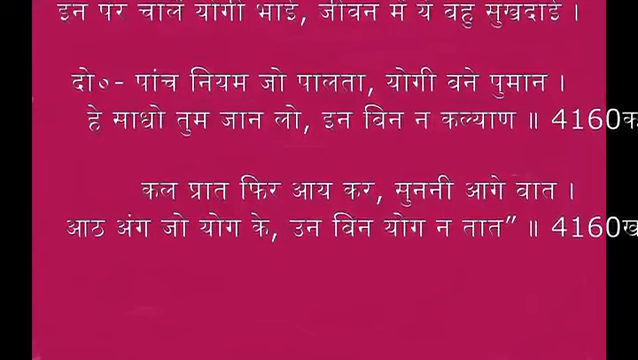 इन पर चालें योगी भाई, जीवन में ये बहु सुखदाई ।
दो०- पांच नियम जो पालता, योगी बने पुमान ।
हे साधो तुम जान लो, इन बिन न कल्याण ॥ 4160क
कल प्रात फिर आय कर, सुननी आगे बात ।
आठ अंग जो योग के, उन बिन योग न तात” ॥ 4160ख